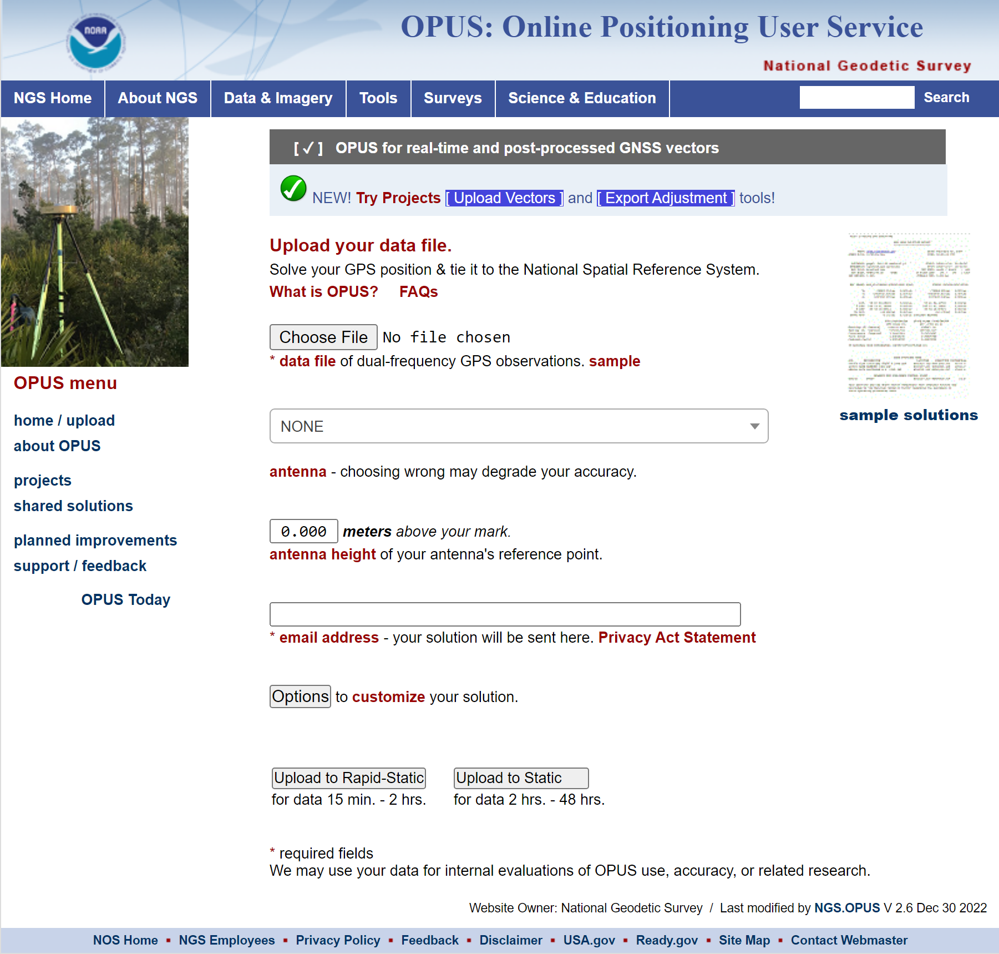 NOAA
OPUS: Online Positioning User Service
National Geodetic Survey
NGS Home About NGS Data & Imagery Tools Surveys Science & Education Search
[ ✓ ] OPUS for real-time and post-processed GNSS vectors
NEW! Try Projects [ Upload Vectors ] and [ Export Adjustment ] tools!
Upload your data file.
Solve your GPS position & tie it to the National Spatial Reference System.
What is OPUS? FAQs
Choose File No file chosen
* data file of dual-frequency GPS observations. sample
sample solutions
NONE
antenna - choosing wrong may degrade your accuracy.
0.000 meters above your mark.
antenna height of your antenna's reference point.
* email address - your solution will be sent here. Privacy Act Statement
Options to customize your solution.
Upload to Rapid-Static Upload to Static
for data 15 min. - 2 hrs. for data 2 hrs. - 48 hrs.
* required fields
We may use your data for internal evaluations of OPUS use, accuracy, or related research.
OPUS menu
home / upload
about OPUS
projects
shared solutions
planned improvements
support / feedback
OPUS Today
Website Owner: National Geodetic Survey / Last modified by NGS.OPUS V 2.6 Dec 30 2022
NOS Home ▪ NGS Employees ▪ Privacy Policy ▪ Feedback ▪ Disclaimer ▪ USA.gov ▪ Ready.gov ▪ Site Map ▪ Contact Webmaster